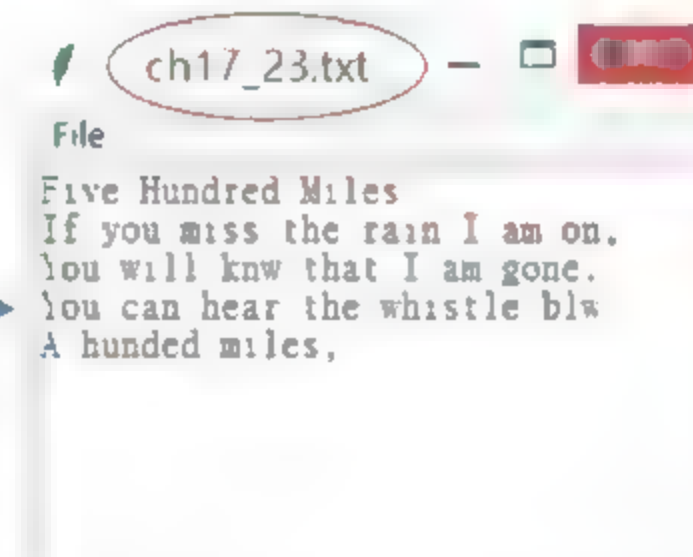 ch17_23.txt
File
Five Hundred Miles
If you miss the rain I am on,
You will knw that I am gone.
You can hear the whistle blw
A hunded miles,